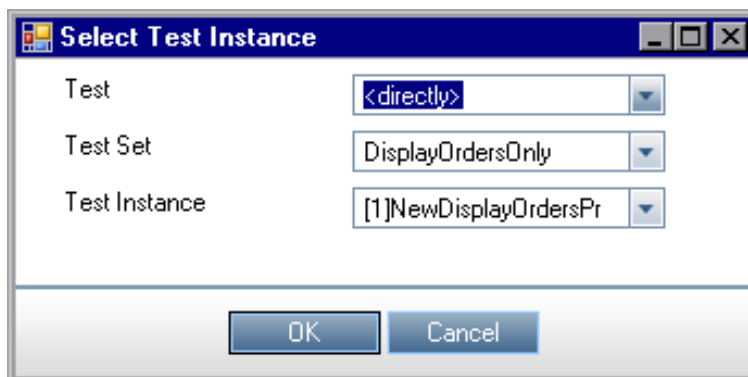 Select Test Instance
Test <directly>
Test Set DisplayOrdersOnly
Test Instance [1]NewDisplayOrdersPr
OK Cancel